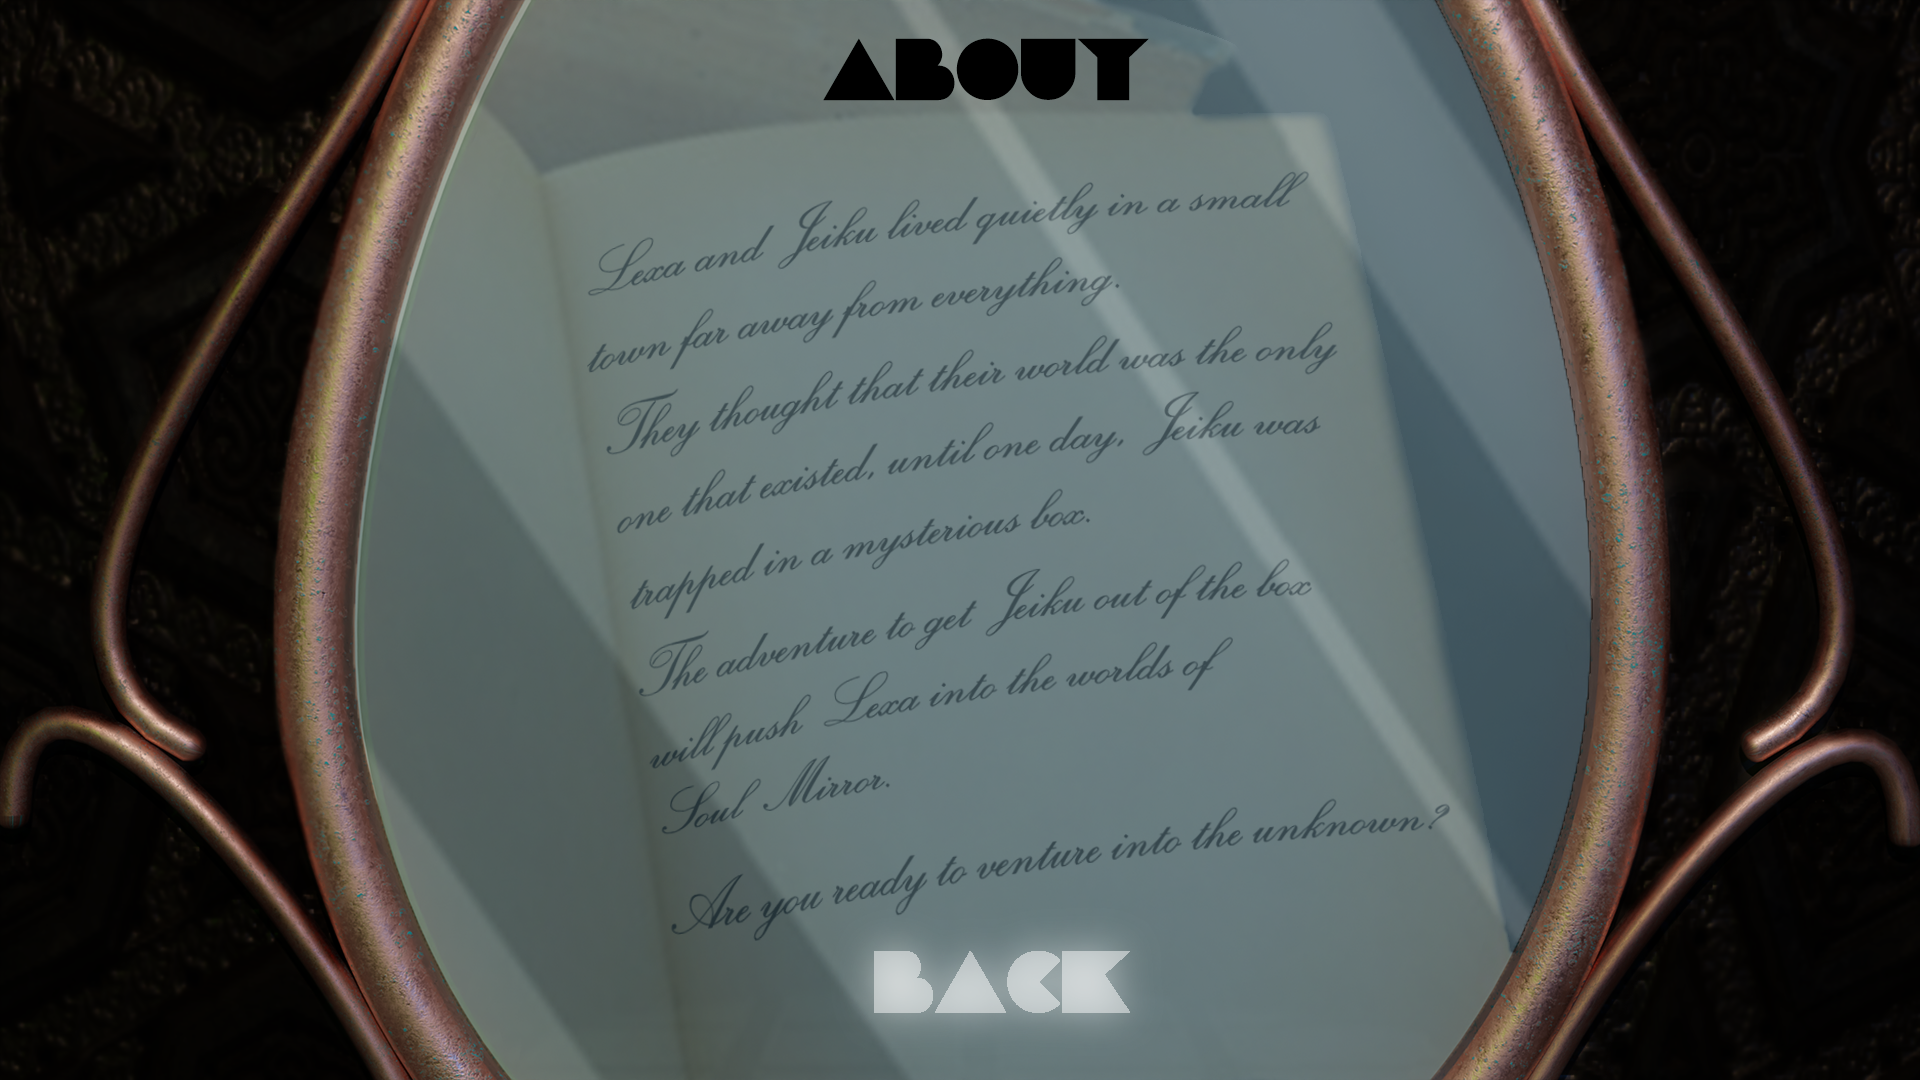 ABOUT
Lexa and Jeiku lived quietly in a small
town far away from everything.
They thought that their world was the only
one that existed, until one day, Jeiku was
trapped in a mysterious box.
The adventure to get Jeiku out of the box
will push Lexa into the worlds of
Soul Mirror.
Are you ready to venture into the unknown?
BACK